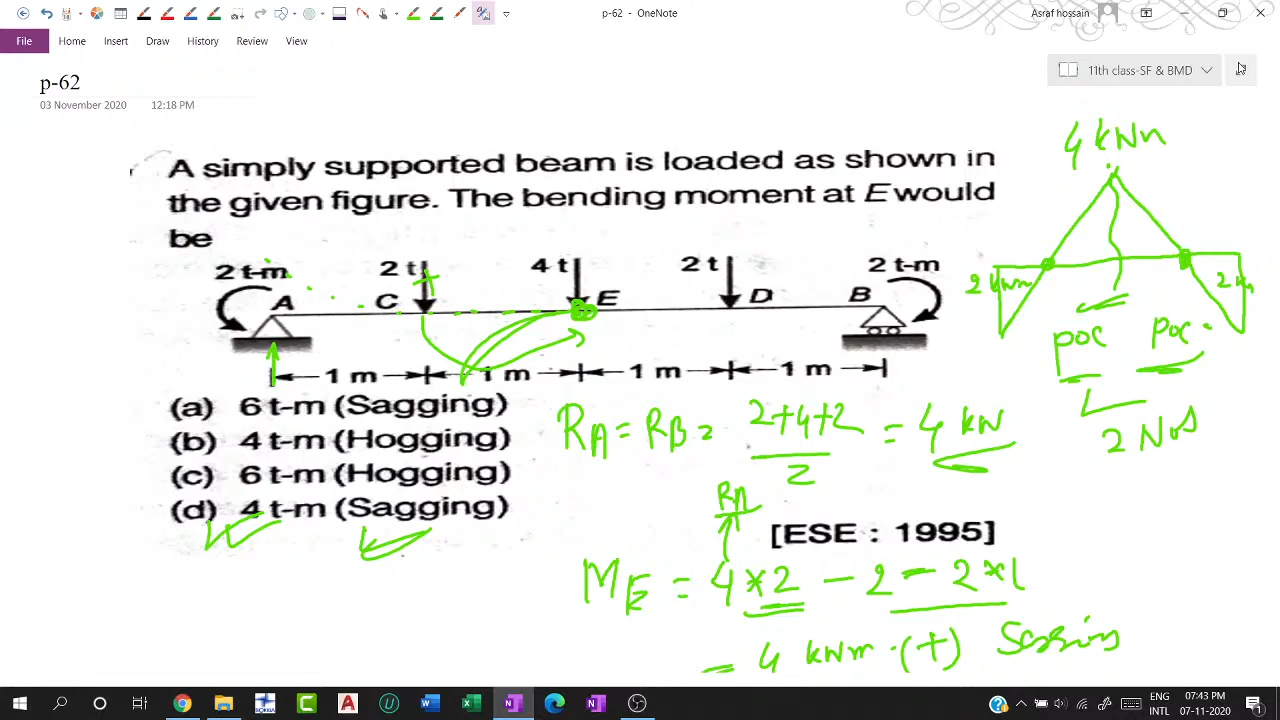 p-62 - OneNote
Asraf hossain
File Home Insert Draw History Review View
p-62
11th class-SF & BMD
03 November 2020 12:18 PM
4 kNm
A simply supported beam is loaded as shown in
the given figure. The bending moment at E would
be
2 t-m 2 t 4 t 2 t 2 t-m
A C E D B
2 kNm
1 m 1 m 1 m 1 m
POC POC
2 Nos
(a) 6 t-m (Sagging)
(b) 4 t-m (Hogging)
(c) 6 t-m (Hogging)
(d) 4 t-m (Sagging)
RA = RB = 2+4+2 / 2 = 4 kN
RA
[ESE : 1995]
ME = 4*2 - 2 - 2*1
= 4 kNm. (+)
ENG 07:43 PM
INTL 07-11-2020